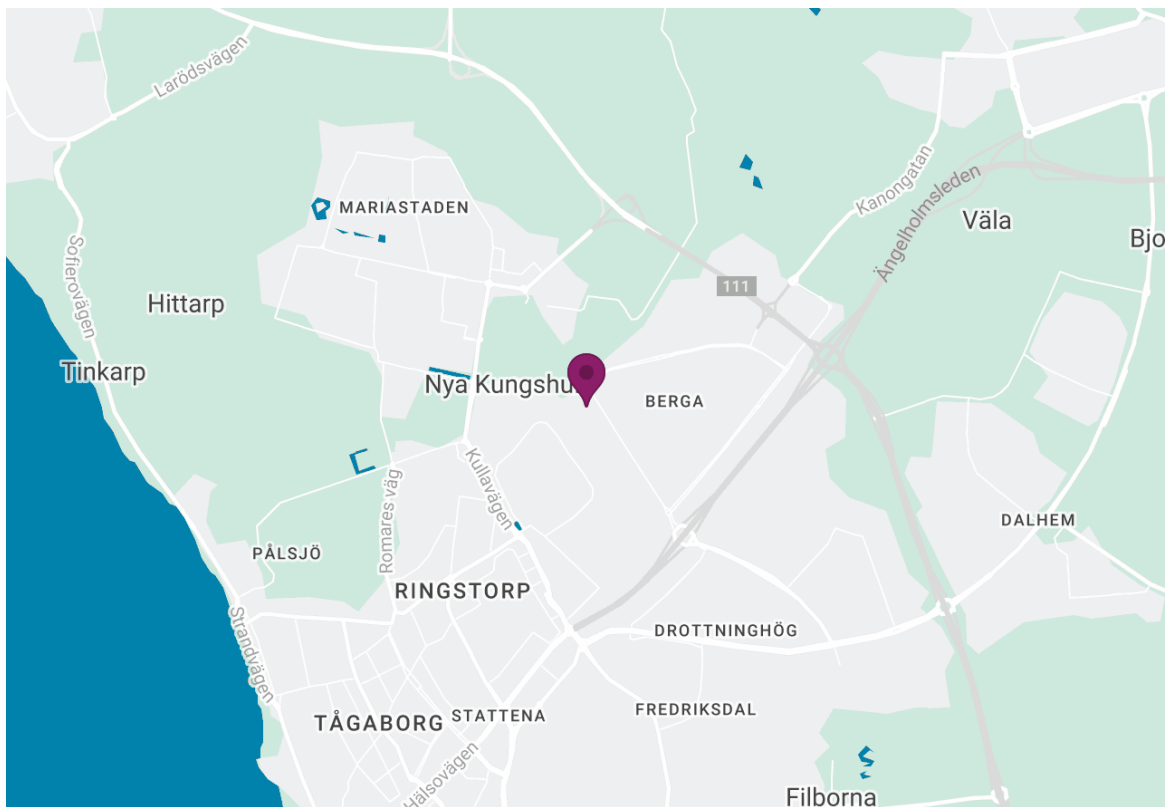 Larödsvägen
Kanongatan
Ängelholmsleden
MARIASTADEN
Väla
Bjo
Sofierovägen
111
Hittarp
Tinkarp
Nya Kungshu
BERGA
Kullavägen
Romares väg
DALHEM
PÅLSJÖ
RINGSTORP
DROTTNINGHÖG
Strandvägen
FREDRIKSDAL
TÅGABORG
STATTENA
Hälsovägen
Filborna